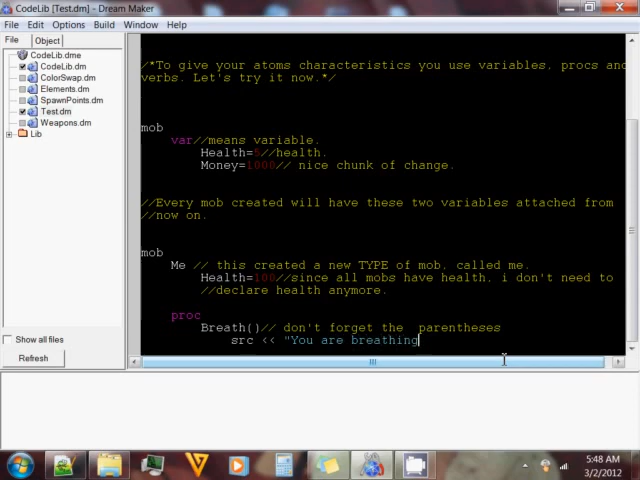 CodeLib [Test.dm] - Dream Maker
File Edit Options Build Window Help
File Object
CodeLib.dme
CodeLib.dm
ColorSwap.dm
Elements.dm
SpawnPoints.dm
Test.dm
Weapons.dm
Lib
Show all files
Refresh
/*To give your atoms characteristics you use variables, procs and
verbs. Let's try it now.*/
mob
var//means variable.
Health=5//health.
Money=1000// nice chunk of change.
//Every mob created will have these two variables attached from
//now on.
mob
Me // this created a new TYPE of mob, called me.
Health=100//since all mobs have health, i don't need to
//declare health anymore.
proc
Breath()// don't forget the  parentheses
src << "You are breathing
5:48 AM
3/2/2012